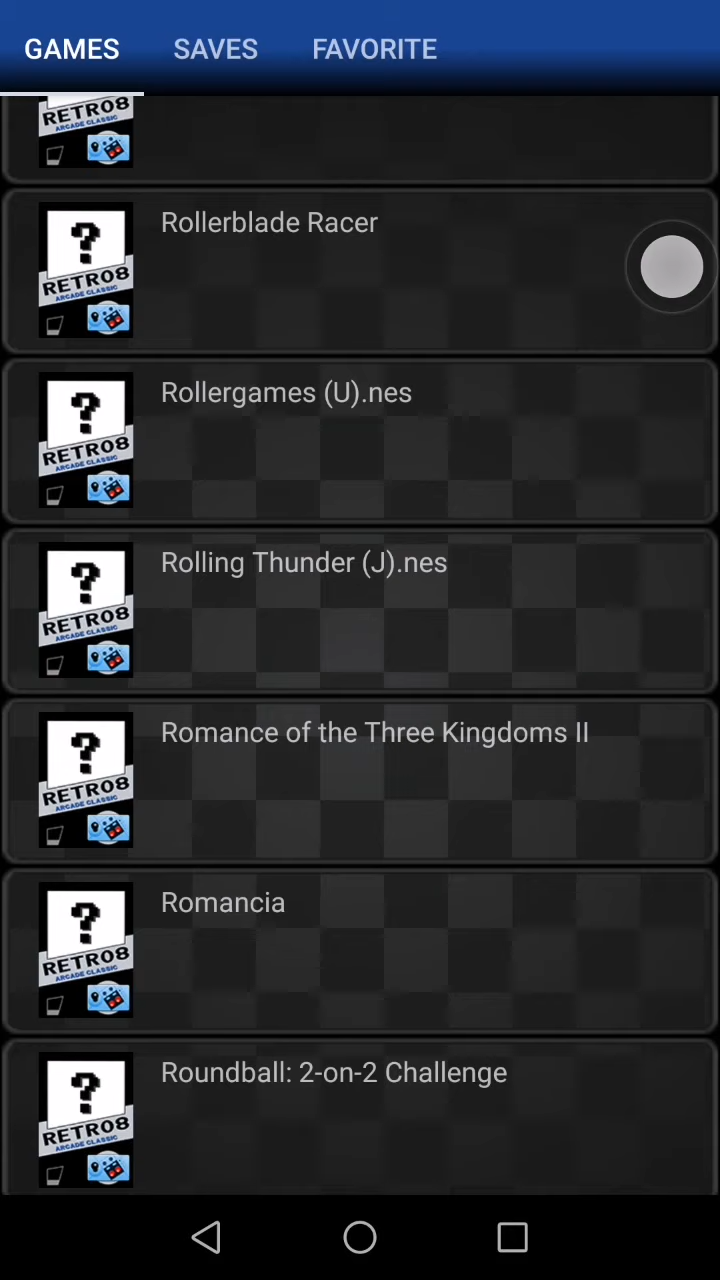 GAMES SAVES FAVORITE
RETRO8
ARCADE CLASSIC
Rollerblade Racer
?
RETRO8
ARCADE CLASSIC
Rollergames (U).nes
?
RETRO8
ARCADE CLASSIC
Rolling Thunder (J).nes
?
RETRO8
ARCADE CLASSIC
Romance of the Three Kingdoms II
?
RETRO8
ARCADE CLASSIC
Romancia
?
RETRO8
ARCADE CLASSIC
Roundball: 2-on-2 Challenge
?
RETRO8
ARCADE CLASSIC